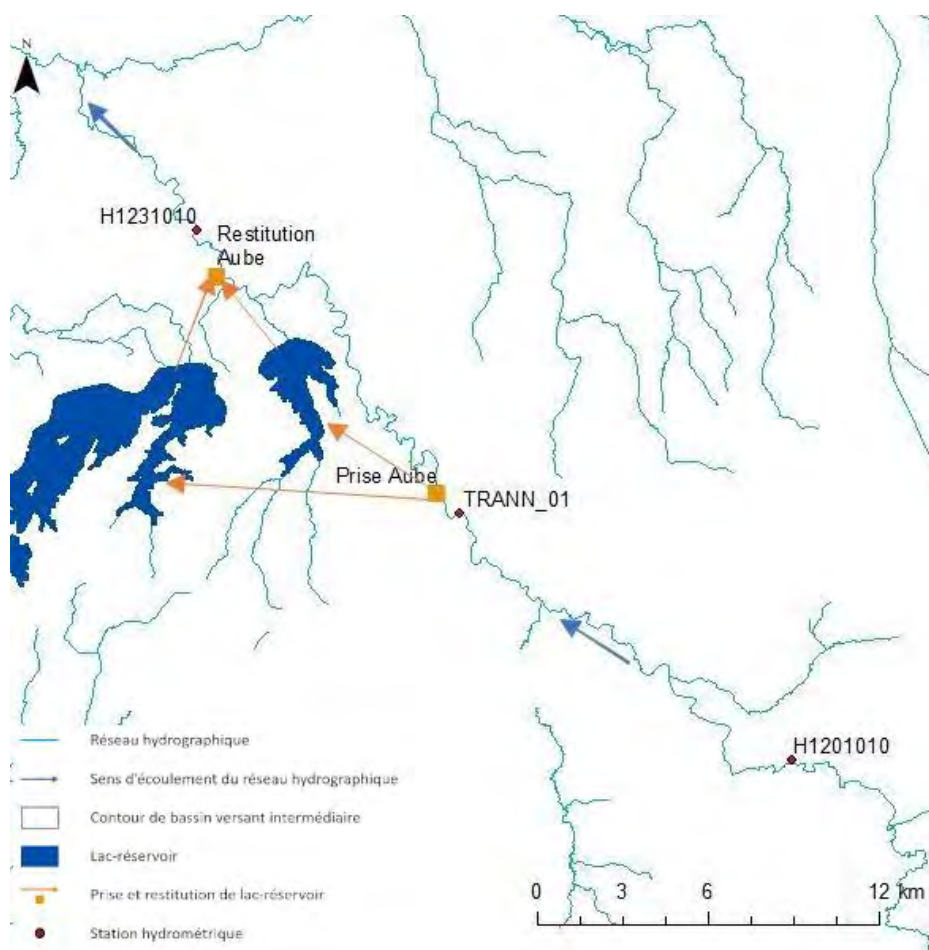 N
H1231010
Restitution
Aube
Prise Aube
TRANN_01
H1201010
Réseau hydrographique
Sens d'écoulement du réseau hydrographique
Contour de bassin versant intermédiaire
Lac-réservoir
Prise et restitution de lac-réservoir
Station hydrométrique
0 3 6 12 km